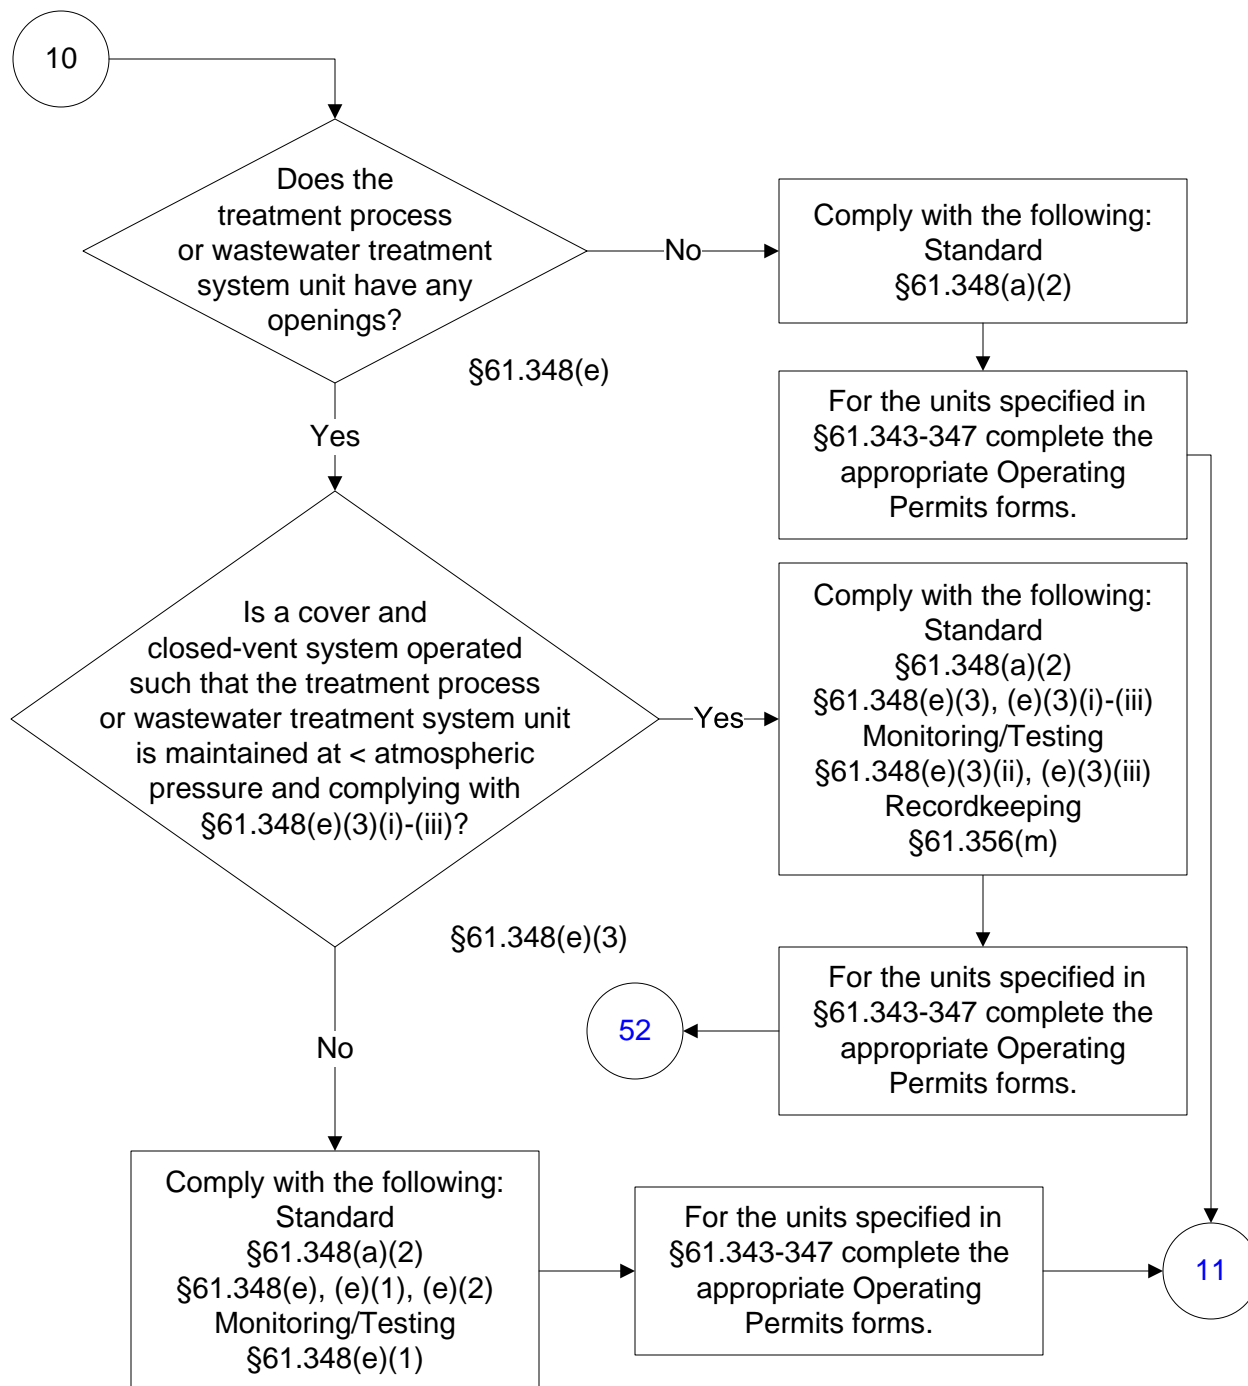 10
Does the
treatment process
or wastewater treatment
system unit have any
openings?
No
Comply with the following:
Standard
§61.348(a)(2)
§61.348(e)
For the units specified in
§61.343-347 complete the
appropriate Operating
Permits forms.
Yes
Is a cover and
closed-vent system operated
such that the treatment process
or wastewater treatment system unit
is maintained at < atmospheric
pressure and complying with
§61.348(e)(3)(i)-(iii)?
Yes
Comply with the following:
Standard
§61.348(a)(2)
§61.348(e)(3), (e)(3)(i)-(iii)
Monitoring/Testing
§61.348(e)(3)(ii), (e)(3)(iii)
Recordkeeping
§61.356(m)
§61.348(e)(3)
For the units specified in
§61.343-347 complete the
appropriate Operating
Permits forms.
52
No
Comply with the following:
Standard
§61.348(a)(2)
§61.348(e), (e)(1), (e)(2)
Monitoring/Testing
§61.348(e)(1)
For the units specified in
§61.343-347 complete the
appropriate Operating
Permits forms.
11